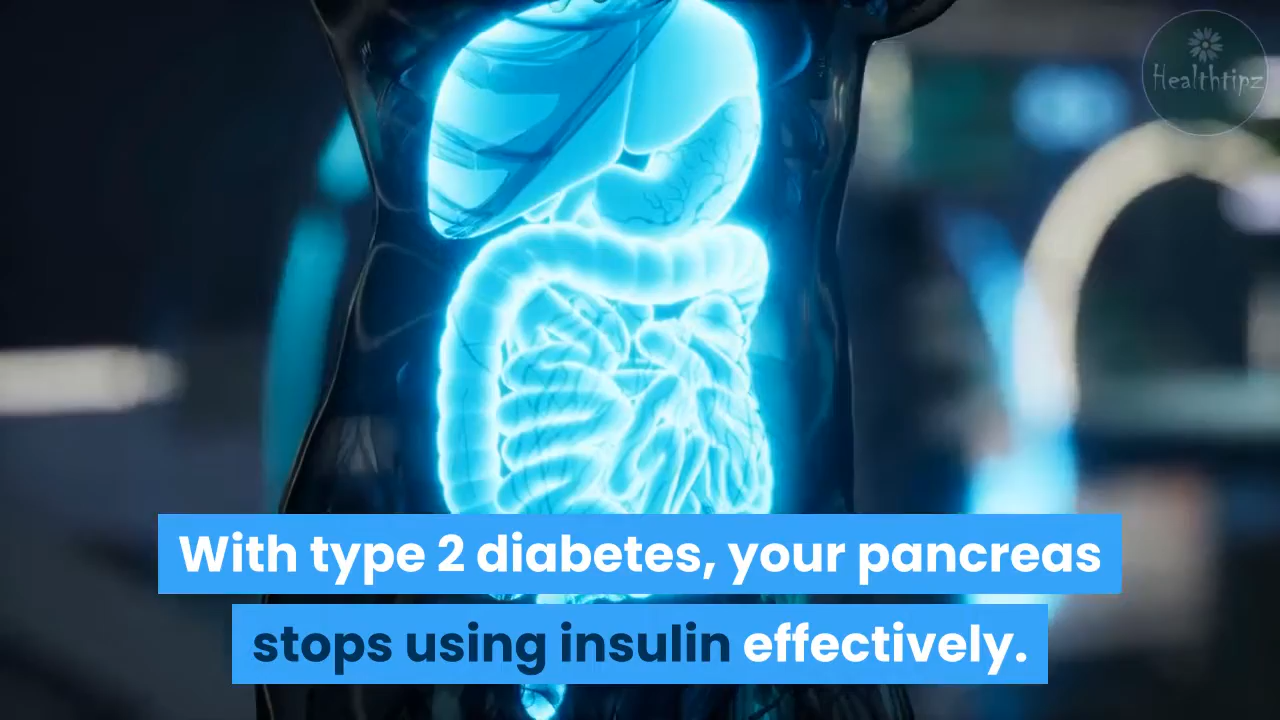 Healthtipz
With type 2 diabetes, your pancreas
stops using insulin effectively.